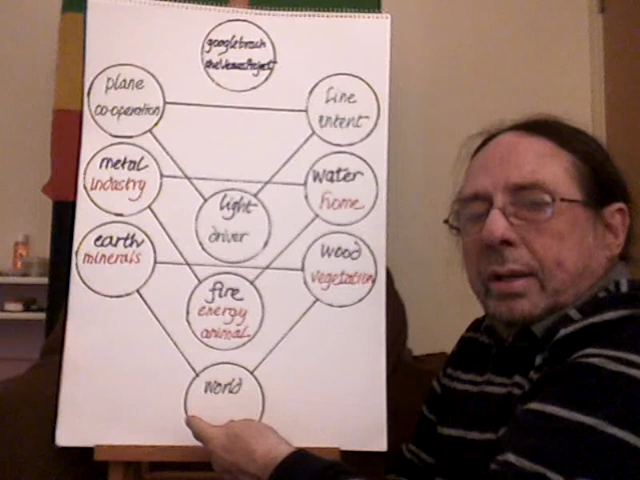 theVenusProject
plane
co-operation
line
intent
metal
Industry
water
home
light
driver
earth
minerals
wood
vegetation
fire
energy
animal
world